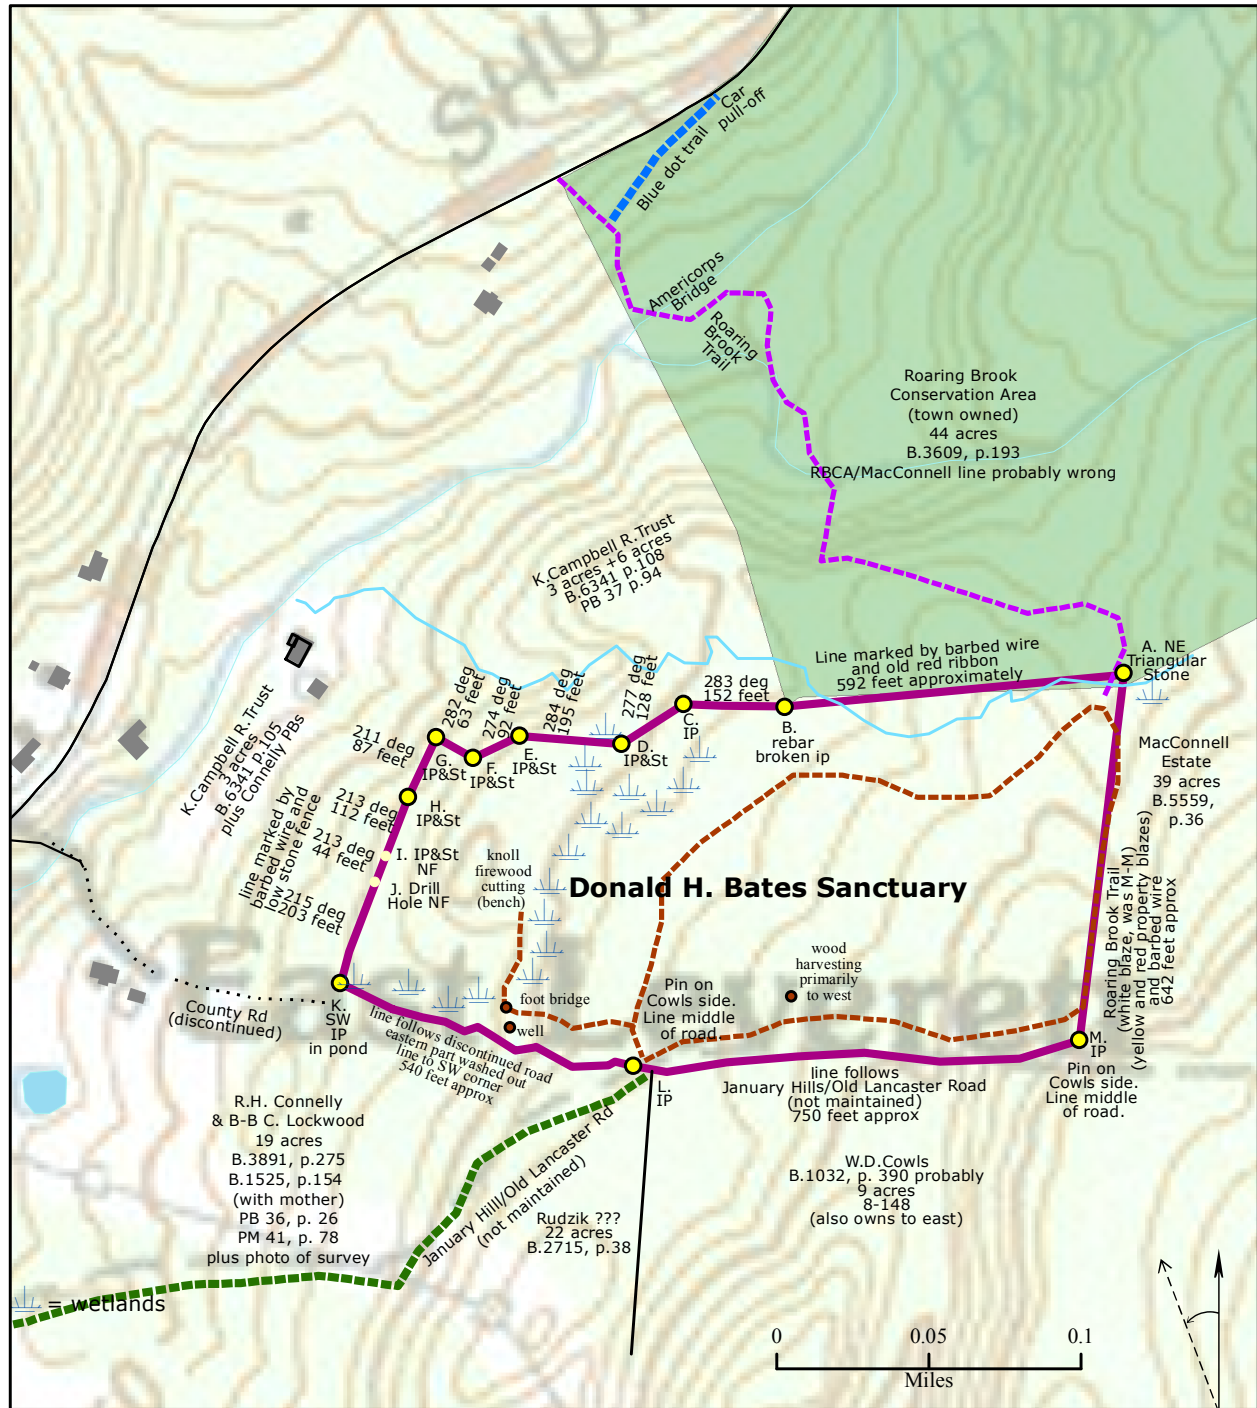 SHU
Car
pull-off
Blue dot trail
Americorps
Bridge
Roaring
Brook
Trail
Roaring Brook
Conservation Area
(town owned)
44 acres
B.3609, p.193
RBCA/MacConnell line probably wrong
K.Campbell R.Trust
3 acres +6 acres
B.6341 p.108
PB 37 p.94
K.Campbell R. Trust
3 acres
B.6341 p.105
plus Connelly PBs
Line marked by barbed wire
and old red ribbon
592 feet approximately
A. NE
Triangular
Stone
283 deg
152 feet
277 deg
128 feet
284 deg
195 feet
274 deg
92 feet
282 deg
63 feet
211 deg
87 feet
213 deg
112 feet
213 deg
44 feet
215 deg
203 feet
line marked by
barbed wire and
low stone fence
B.
rebar
broken ip
C.
IP
D.
IP&St
E.
IP&St
F.
IP&St
G.
IP&St
H.
IP&St
I. IP&St
NF
J. Drill
Hole NF
knoll
firewood
cutting
(bench)
Donald H. Bates Sanctuary
MacConnell
Estate
39 acres
B.5559,
p.36
Roaring Brook Trail
(white blaze, was M-M)
(yellow and red property blazes)
and barbed wire
642 feet approx
wood
harvesting
primarily
to west
Pin on
Cowls side.
Line middle
of road.
foot bridge
well
County Rd
(discontinued)
K.
SW
IP
in pond
line follows discontinued road
eastern part washed out
line to SW corner
540 feet approx
L.
IP
line follows
January Hills/Old Lancaster Road
(not maintained)
750 feet approx
M.
IP
Pin on
Cowls side.
Line middle
of road.
R.H. Connelly
& B-B C. Lockwood
19 acres
B.3891, p.275
B.1525, p.154
(with mother)
PB 36, p. 26
PM 41, p. 78
plus photo of survey
January Hilll/Old Lancaster Rd
(not maintained)
Rudzik ???
22 acres
B.2715, p.38
W.D.Cowls
B.1032, p. 390 probably
9 acres
8-148
(also owns to east)
= wetlands
0 0.05 0.1
Miles